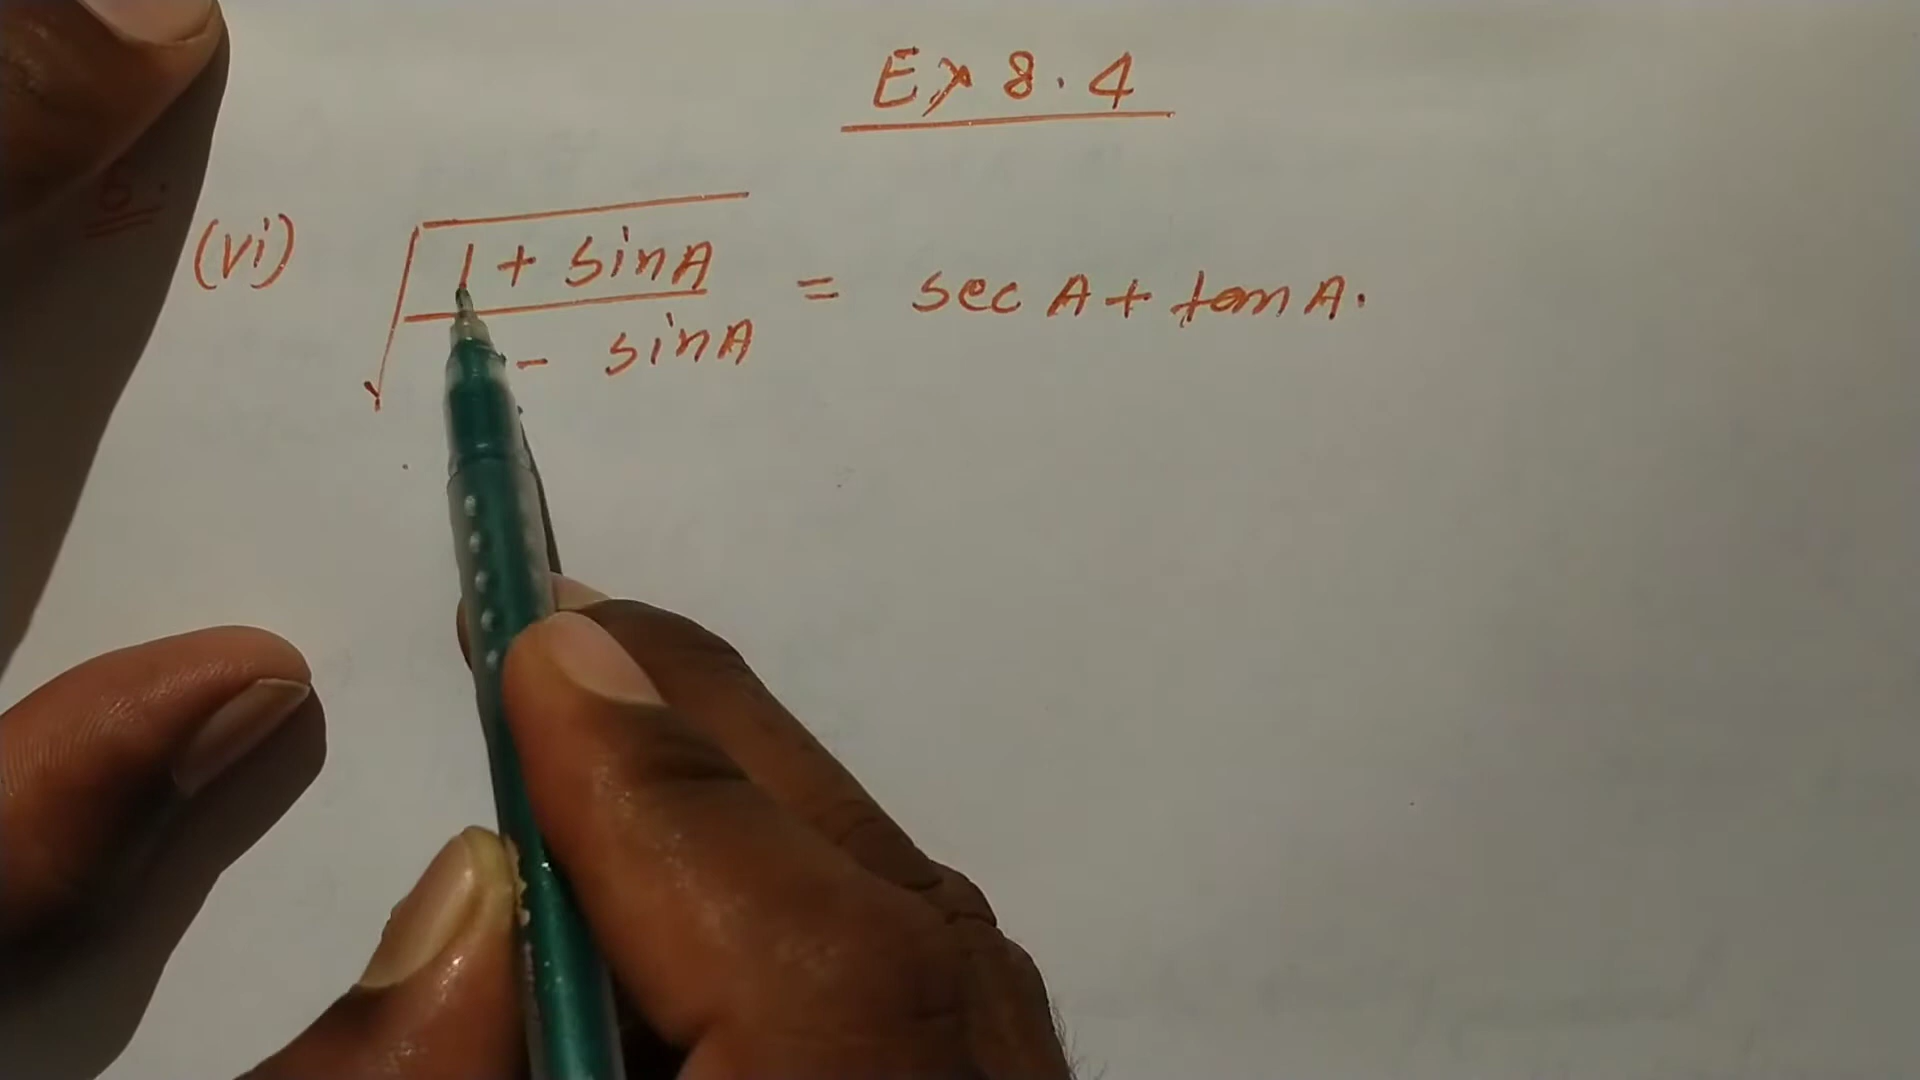 Ex 8.4
(vi) √ 1 + sinA = sec A + tan A.
- sinA